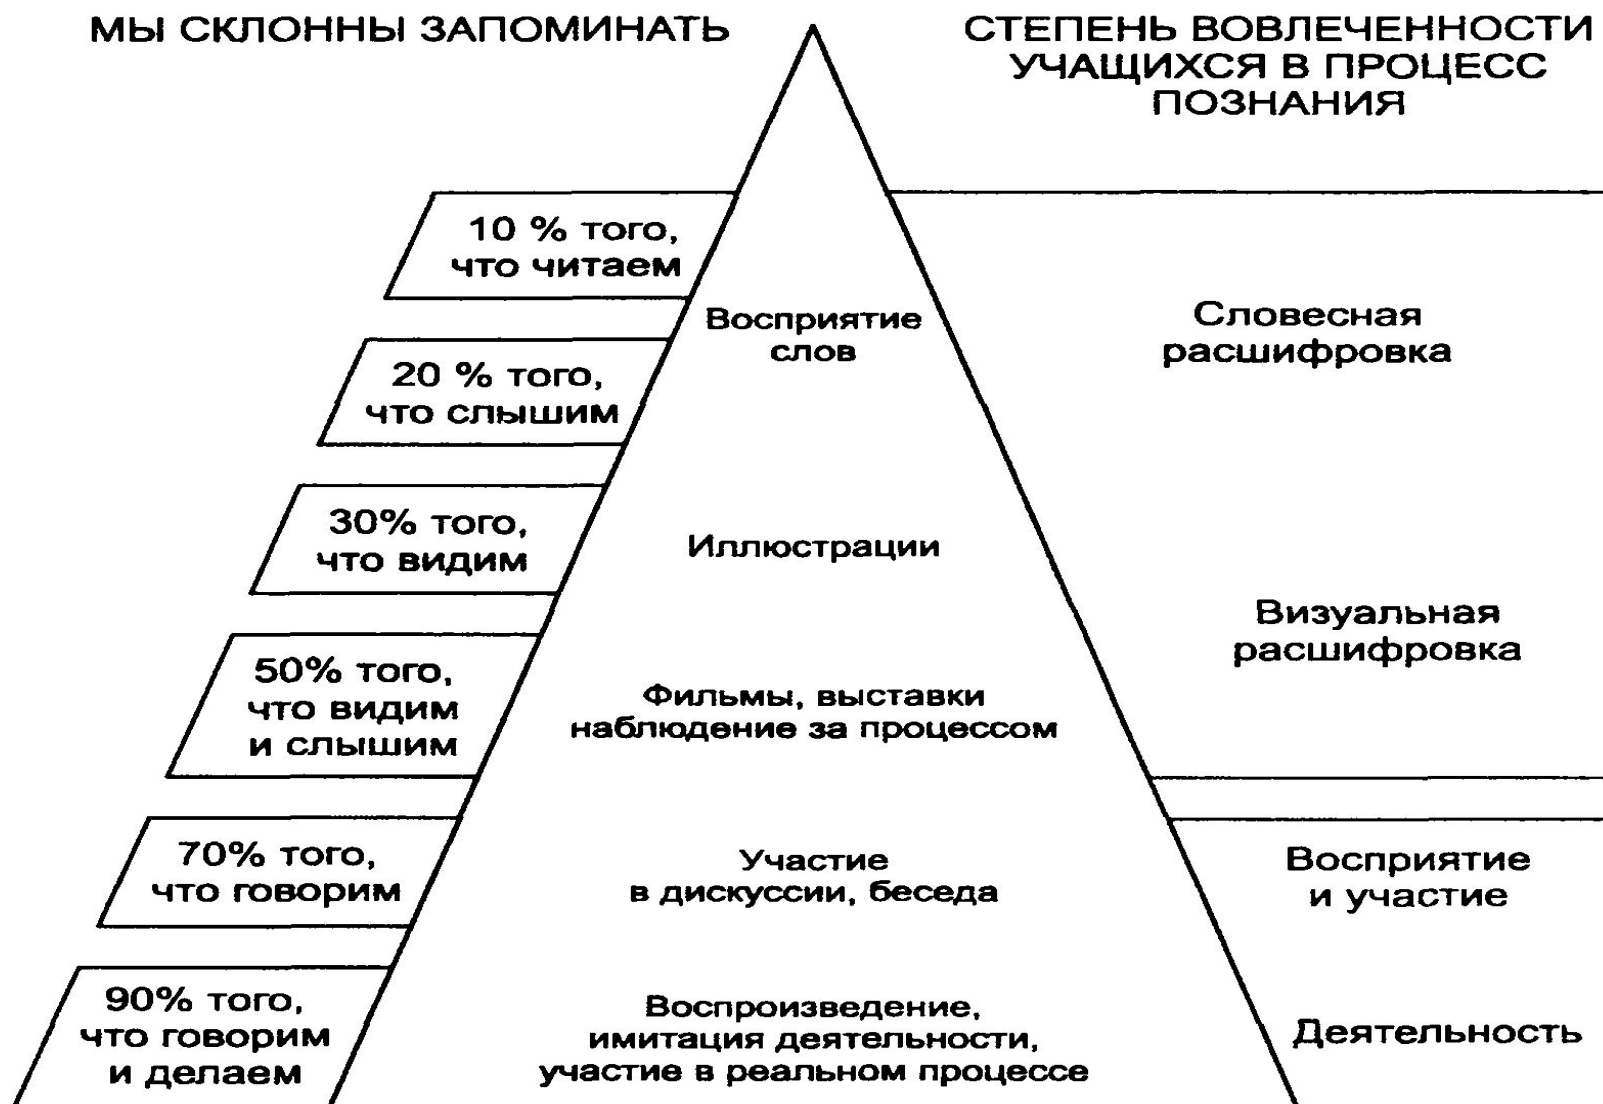 МЫ СКЛОННЫ ЗАПОМИНАТЬ
СТЕПЕНЬ ВОВЛЕЧЕННОСТИ
УЧАЩИХСЯ В ПРОЦЕСС
ПОЗНАНИЯ
10 % того,
что читаем
20 % того,
что слышим
30% того,
что видим
50% того,
что видим
и слышим
70% того,
что говорим
90% того,
что говорим
и делаем
Восприятие
слов
Иллюстрации
Фильмы, выставки
наблюдение за процессом
Участие
в дискуссии, беседа
Воспроизведение,
имитация деятельности,
участие в реальном процессе
Словесная
расшифровка
Визуальная
расшифровка
Восприятие
и участие
Деятельность